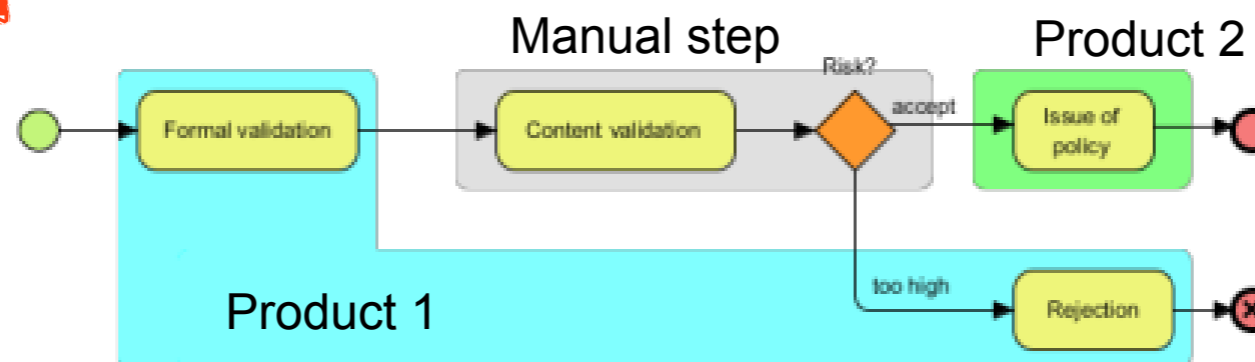 Manual step
Product 2
Risk?
Formal validation
Content validation
accept
Issue of
policy
too high
Product 1
Rejection